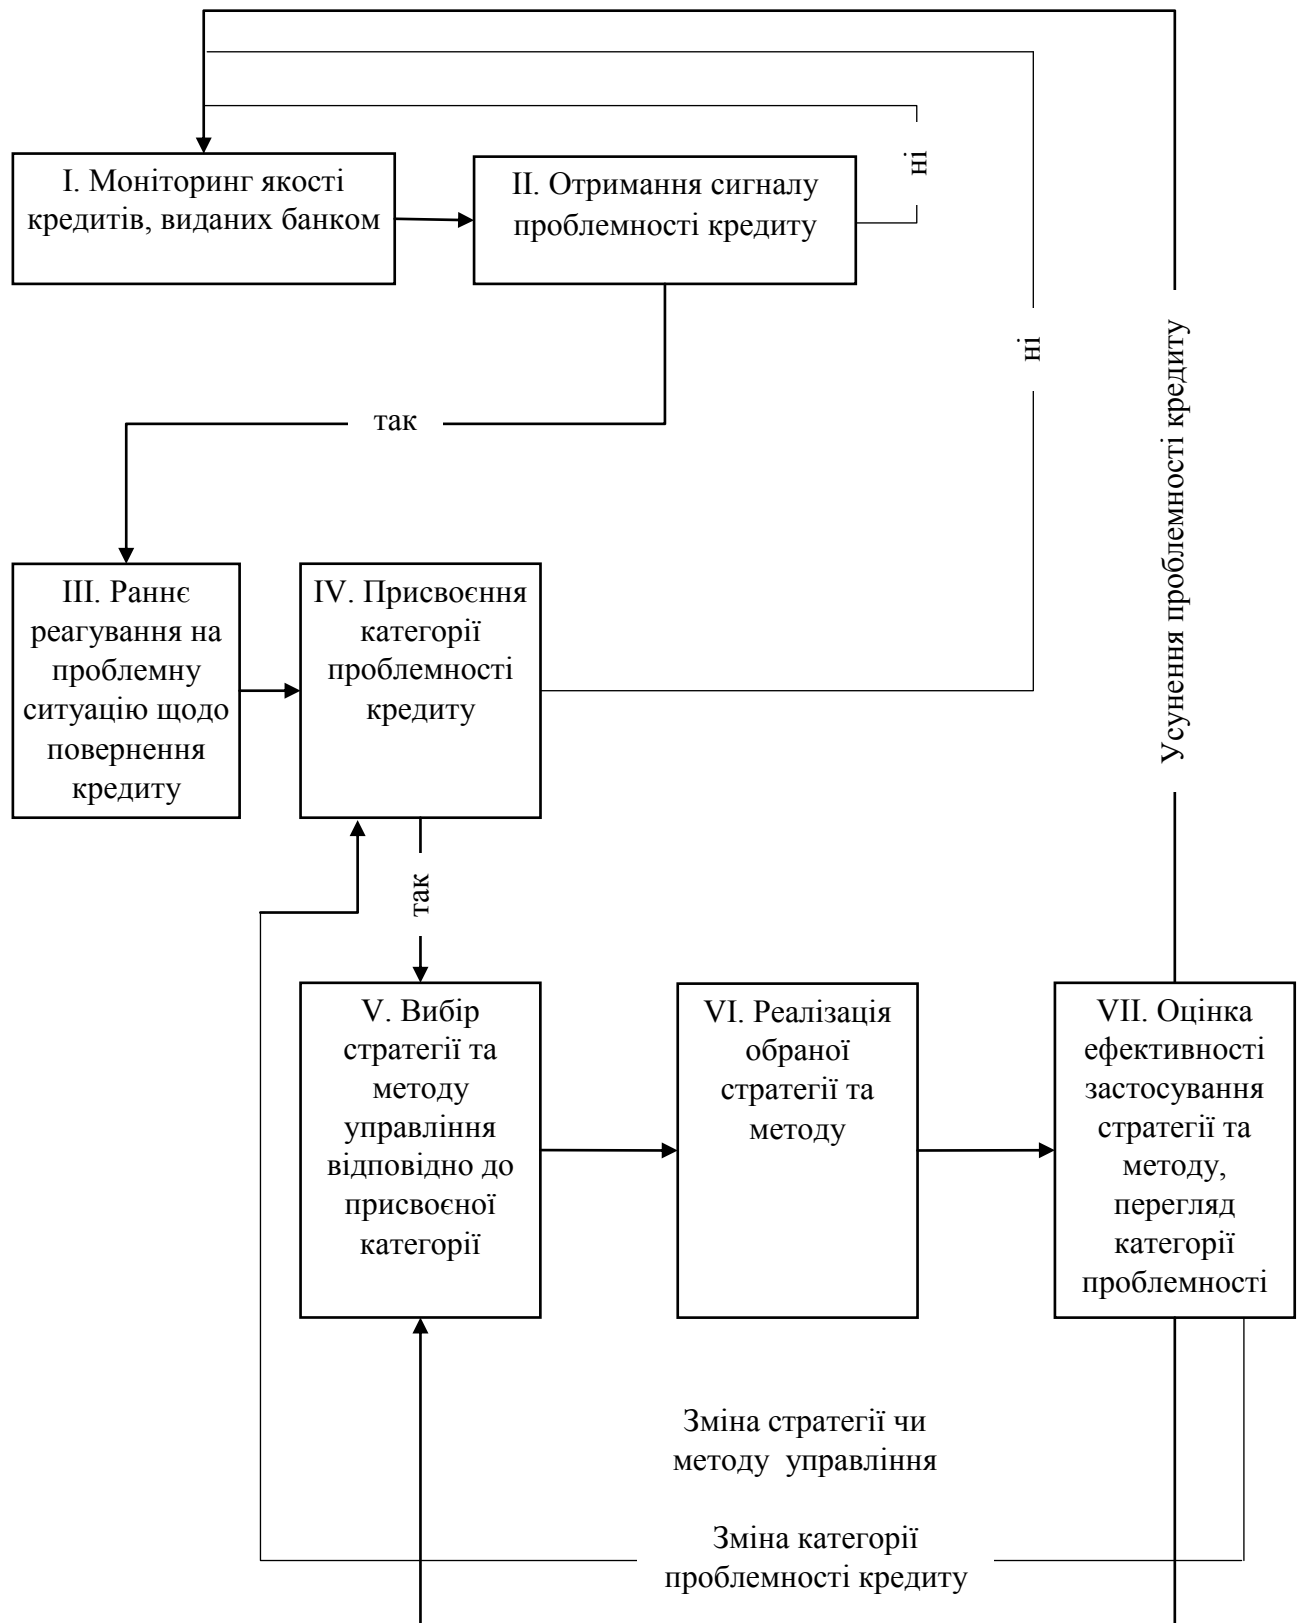 І. Моніторинг якості
кредитів, виданих банком
ІІ. Отримання сигналу
проблемності кредиту
ні
ні
Усунення проблемності кредиту
так
ІІІ. Раннє
реагування на
проблемну
ситуацію щодо
повернення
кредиту
IV. Присвоєння
категорії
проблемності
кредиту
так
V. Вибір
стратегії та
методу
управління
відповідно до
присвоєної
категорії
VI. Реалізація
обраної
стратегії та
методу
VII. Оцінка
ефективності
застосування
стратегії та
методу,
перегляд
категорії
проблемності
Зміна стратегії чи
методу управління
Зміна категорії
проблемності кредиту